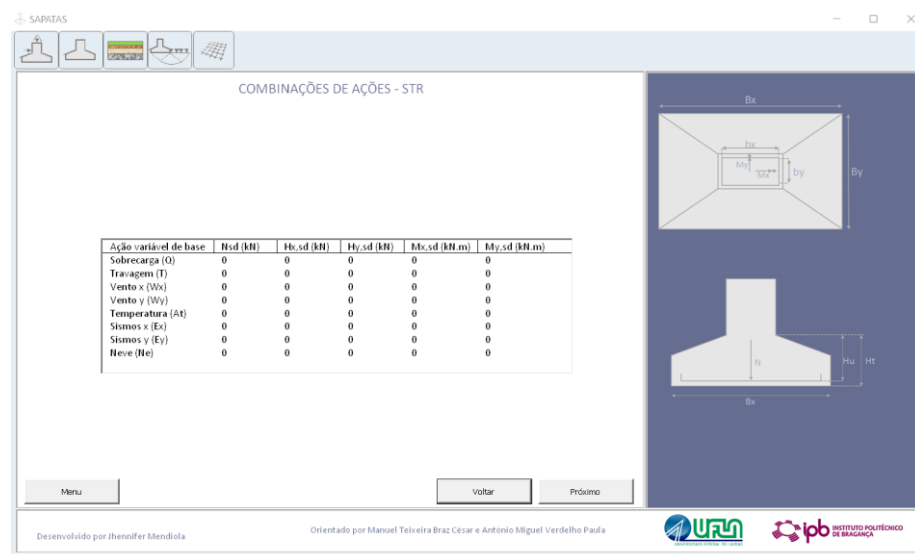 SAPATAS
COMBINAÇÕES DE AÇÕES - STR
Ação variável de base Nsd (kN) Hx,sd (kN) Hy,sd (kN) Mx,sd (kN.m) My,sd (kN.m)
Sobrecarga (Q) 0 0 0 0 0
Travagem (T) 0 0 0 0 0
Vento x (Wx) 0 0 0 0 0
Vento y (Wy) 0 0 0 0 0
Temperatura (At) 0 0 0 0 0
Sismos x (Ex) 0 0 0 0 0
Sismos y (Ey) 0 0 0 0 0
Neve (Ne) 0 0 0 0 0
Bx
bx
My
Mx
by
By
N
Hu
Ht
Bx
Menu
Voltar
Próximo
Desenvolvido por Jhennifer Mendiola
Orientado por Manuel Teixeira Braz César e António Miguel Verdelho Paula
UFLA
UNIVERSIDADE FEDERAL DE LAVRAS
ipb INSTITUTO POLITÉCNICO
DE BRAGANÇA